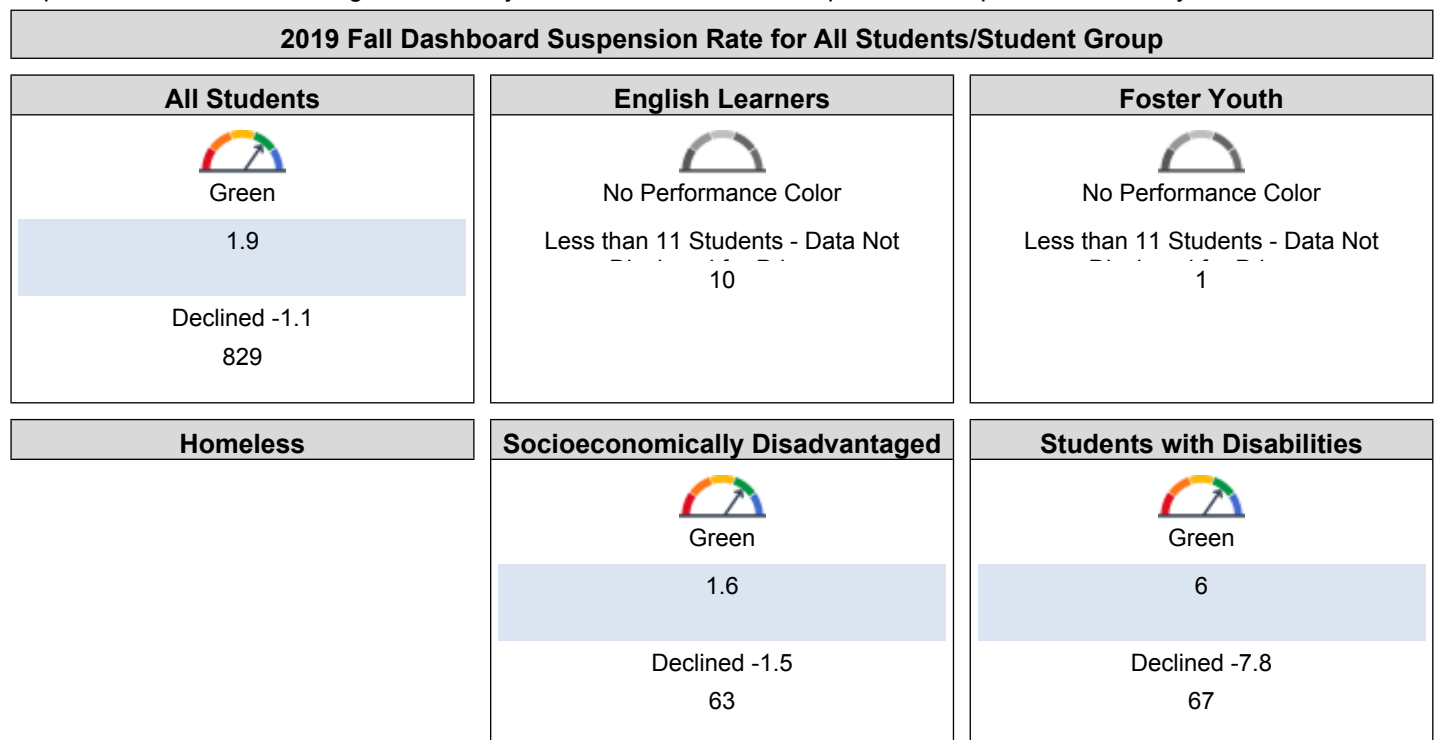 2019 Fall Dashboard Suspension Rate for All Students/Student Group
All Students
Green
1.9
Declined -1.1
829
English Learners
No Performance Color
Less than 11 Students - Data Not
10
Foster Youth
No Performance Color
Less than 11 Students - Data Not
1
Homeless
Socioeconomically Disadvantaged
Green
1.6
Declined -1.5
63
Students with Disabilities
Green
6
Declined -7.8
67